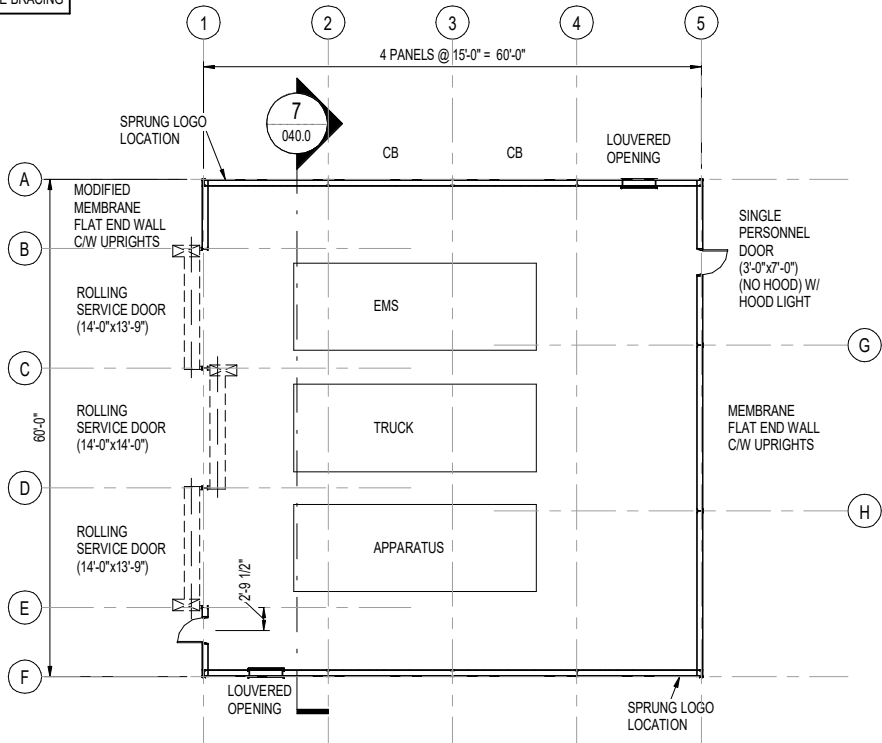 E BRACING
1
2
3
4
5
4 PANELS @ 15'-0" = 60'-0"
7
040.0
SPRUNG LOGO
LOCATION
CB
CB
LOUVERED
OPENING
A
MODIFIED
MEMBRANE
FLAT END WALL
C/W UPRIGHTS
B
SINGLE
PERSONNEL
DOOR
(3'-0"x7'-0")
(NO HOOD) W/
HOOD LIGHT
ROLLING
SERVICE DOOR
(14'-0"x13'-9")
EMS
G
C
60'-0"
ROLLING
SERVICE DOOR
(14'-0"x14'-0")
TRUCK
MEMBRANE
FLAT END WALL
C/W UPRIGHTS
D
H
ROLLING
SERVICE DOOR
(14'-0"x13'-9")
APPARATUS
2'-9 1/2"
E
F
LOUVERED
OPENING
SPRUNG LOGO
LOCATION